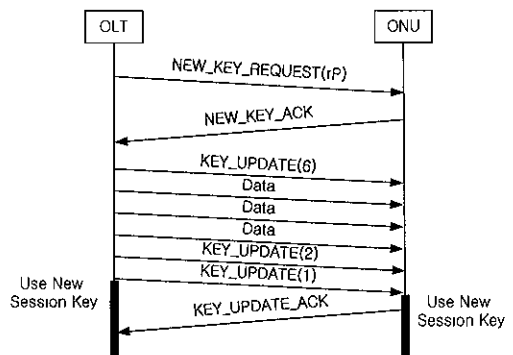 OLT
ONU
NEW_KEY_REQUEST(rP)
NEW_KEY_ACK
KEY_UPDATE(6)
Data
Data
Data
KEY_UPDATE(2)
KEY_UPDATE(1)
Use New
Session Key
KEY_UPDATE_ACK
Use New
Session Key